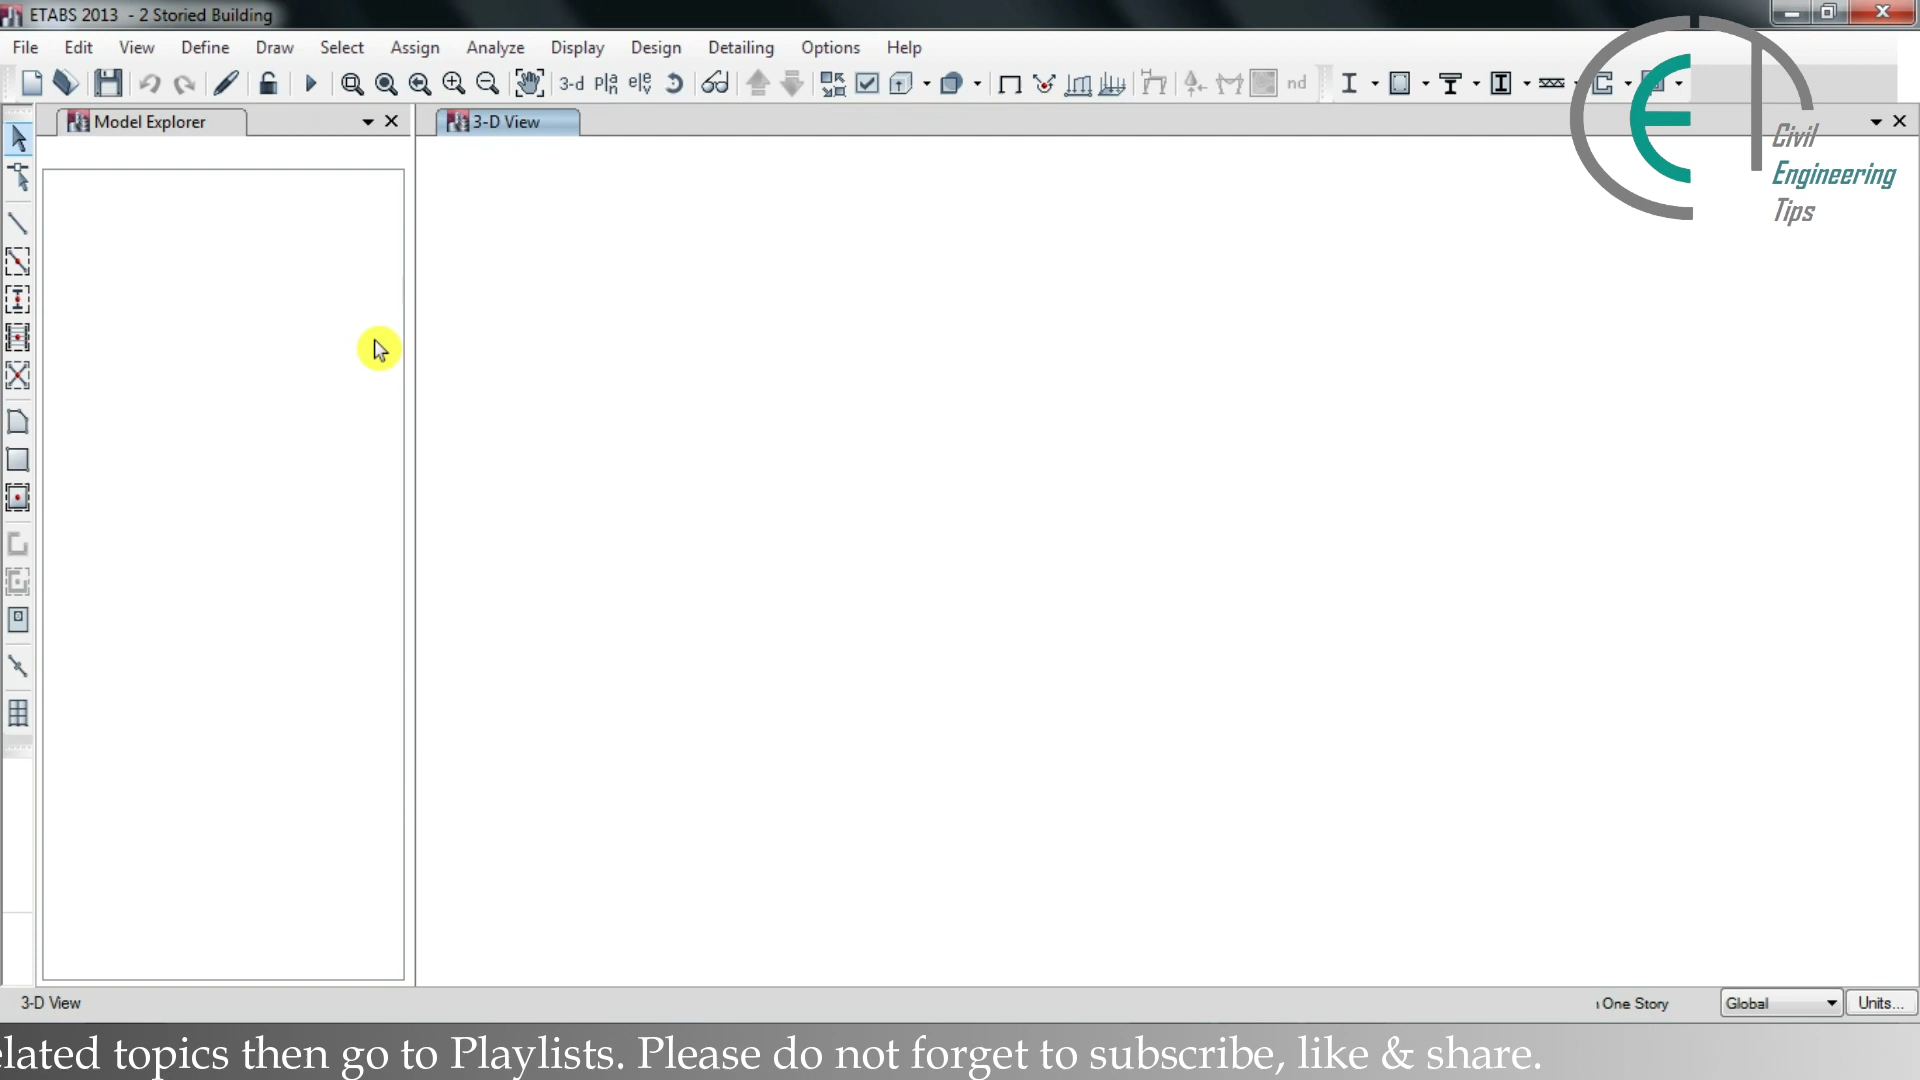 ETABS 2013 - 2 Storied Building
File Edit View Define Draw Select Assign Analyze Display Design Detailing Options Help
3-d nd
Model Explorer
3-D View
Civil
Engineering
Tips
3-D View
One Story
Global
Units...
elated topics then go to Playlists. Please do not forget to subscribe, like & share.